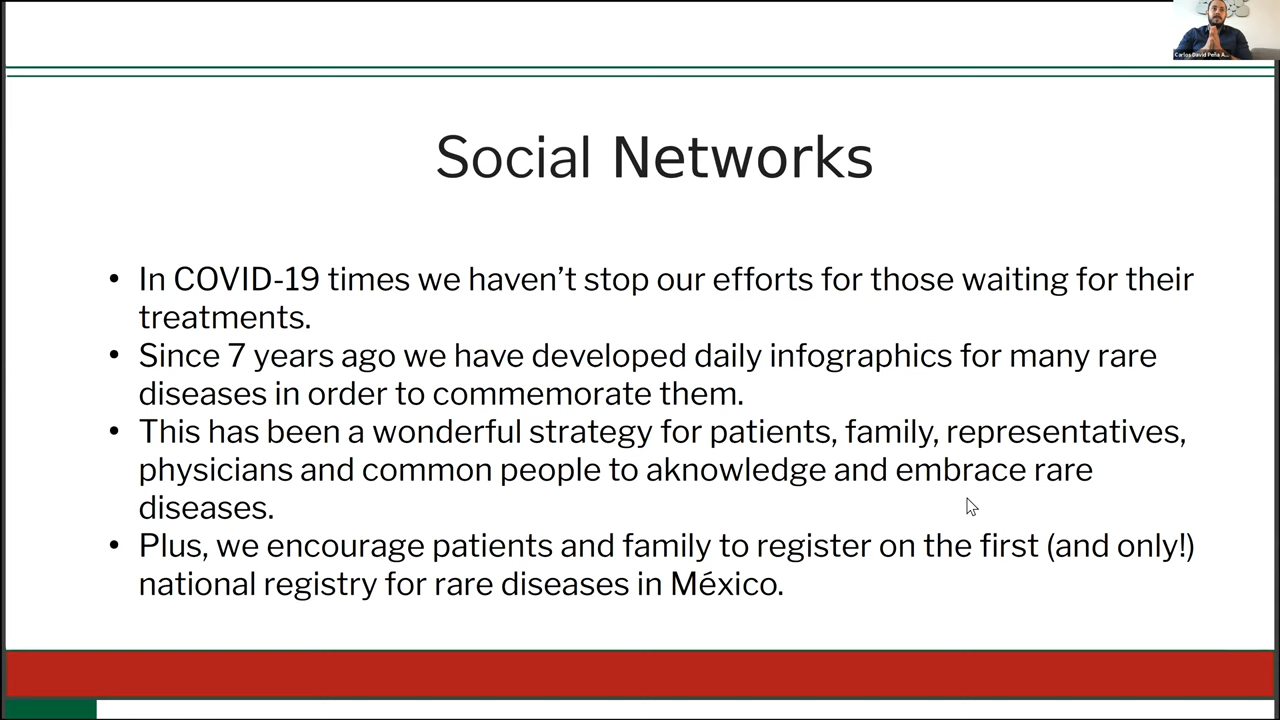 Carlos David Peña A...
Social Networks
• In COVID-19 times we haven’t stop our efforts for those waiting for their
treatments.
• Since 7 years ago we have developed daily infographics for many rare
diseases in order to commemorate them.
• This has been a wonderful strategy for patients, family, representatives,
physicians and common people to aknowledge and embrace rare
diseases.
• Plus, we encourage patients and family to register on the first (and only!)
national registry for rare diseases in México.